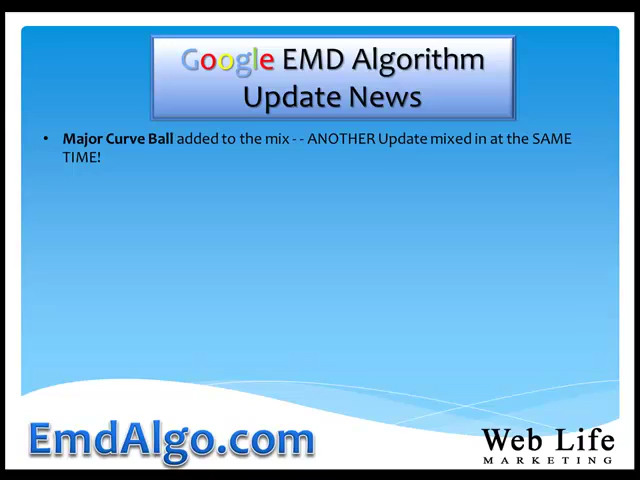 Google EMD Algorithm
Update News
• Major Curve Ball added to the mix - - ANOTHER Update mixed in at the SAME
TIME!
EmdAlgo.com
Web Life
MARKETING